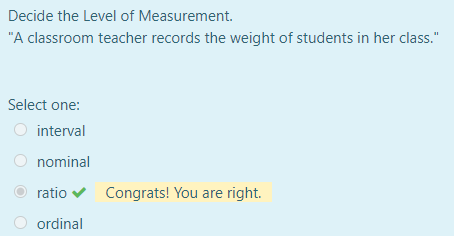 Decide the Level of Measurement.
"A classroom teacher records the weight of students in her class."
Select one:
interval
nominal
ratio Congrats! You are right.
ordinal